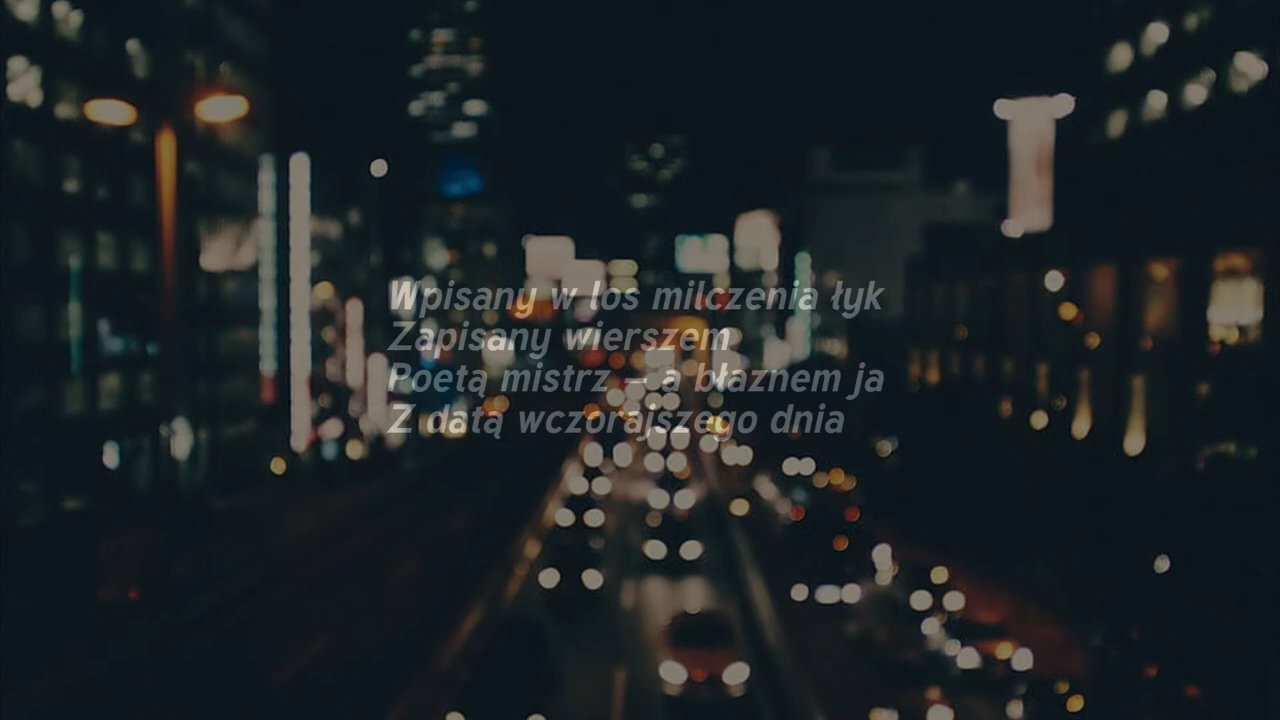 Wpisany w los milczenia łyk
Zapisany wierszem
Poetą mistrz – a błaznem ja
Z datą wczorajszego dnia